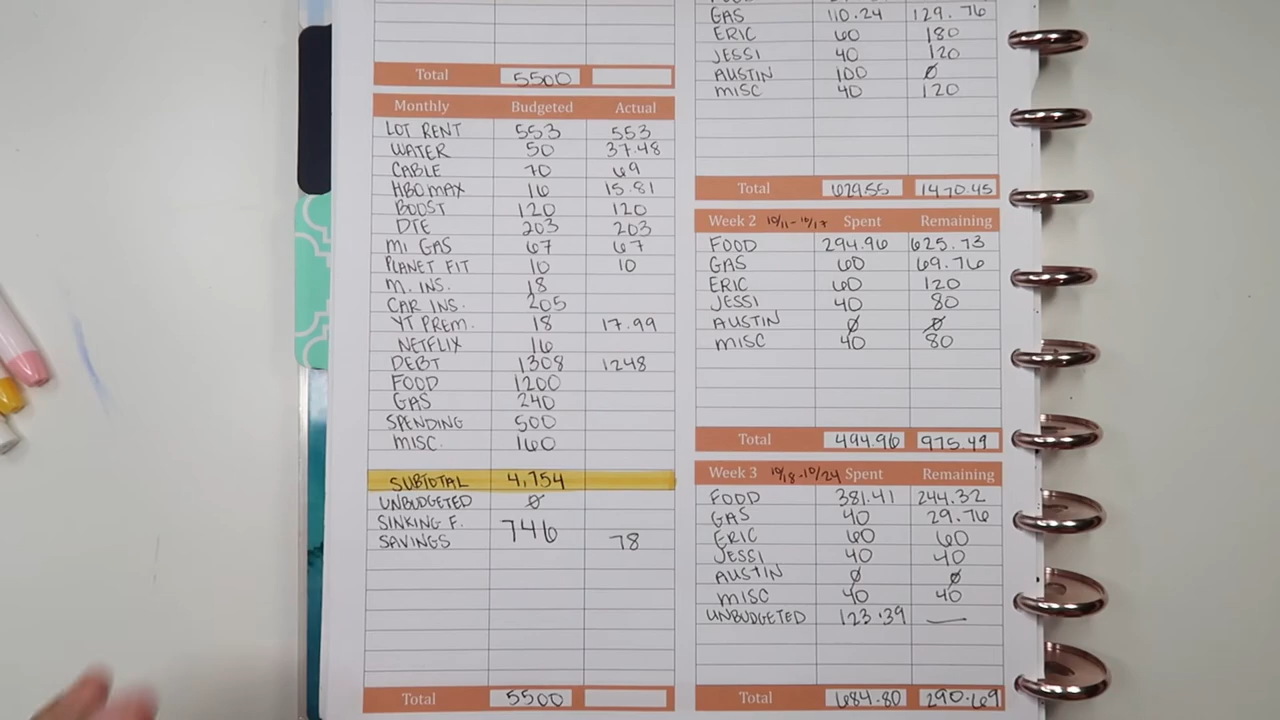 Total 5500
Monthly Budgeted Actual
LOT RENT 553 553
WATER 50 37.48
CABLE 70 69
HBO MAX 16 15.81
BOOST 120 120
DTE 203 203
MI GAS 67 67
PLANET FIT 10 10
M. INS. 18
CAR INS. 205
YT PREM. 18 17.99
NETFLIX 16
DEBT 1308 1248
FOOD 1200
GAS 240
SPENDING 500
MISC. 160
SUBTOTAL 4,754
UNBUDGETED Ø
SINKING F. 746
SAVINGS 78
Total 5500
GAS 110.24 129.76
ERIC 60 180
JESSI 40 120
AUSTIN 100 Ø
MISC 40 120
Total 629.55 1470.45
Week 2 10/11-10/17 Spent Remaining
FOOD 294.96 625.73
GAS 60 69.76
ERIC 60 120
JESSI 40 80
AUSTIN Ø Ø
MISC 40 80
Total 494.96 975.49
Week 3 10/18-10/24 Spent Remaining
FOOD 381.41 244.32
GAS 40 29.76
ERIC 60 60
JESSI 40 40
AUSTIN Ø Ø
MISC 40 40
UNBUDGETED 123.39 —
Total 684.80 290.69